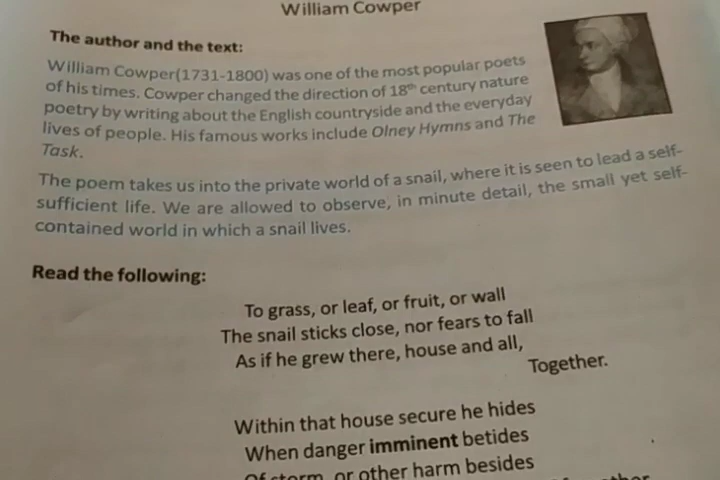 William Cowper
The author and the text:
William Cowper(1731-1800) was one of the most popular poets
of his times. Cowper changed the direction of 18th century nature
poetry by writing about the English countryside and the everyday
lives of people. His famous works include Olney Hymns and The
Task.
The poem takes us into the private world of a snail, where it is seen to lead a self-
sufficient life. We are allowed to observe, in minute detail, the small yet self-
contained world in which a snail lives.
Read the following:
To grass, or leaf, or fruit, or wall
The snail sticks close, nor fears to fall
As if he grew there, house and all,
Together.
Within that house secure he hides
When danger imminent betides
Of storm, or other harm besides